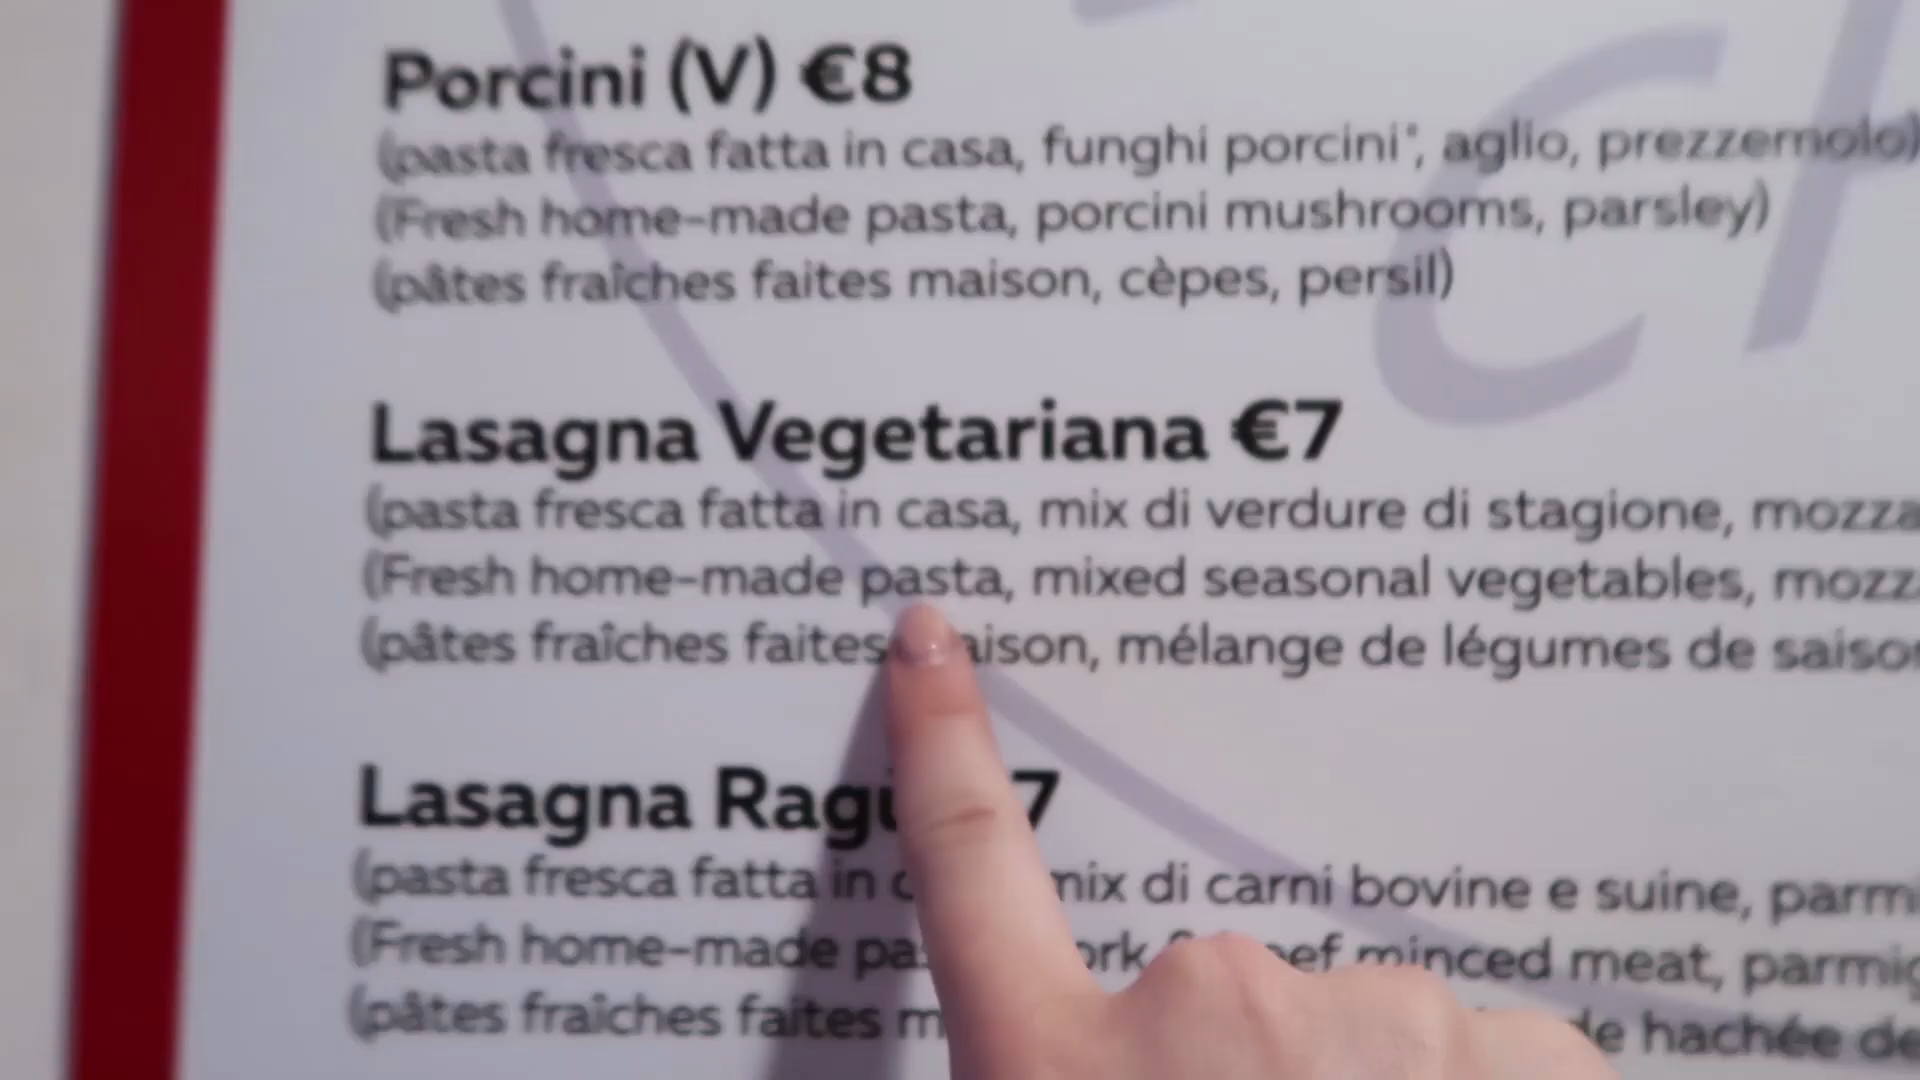 Porcini (V) €8
(pasta fresca fatta in casa, funghi porcini*, aglio, prezzemolo)
(Fresh home-made pasta, porcini mushrooms, parsley)
(pâtes fraîches faites maison, cèpes, persil)
Lasagna Vegetariana €7
(pasta fresca fatta in casa, mix di verdure di stagione,
(Fresh home-made pasta, mixed seasonal vegetables,
(pâtes fraîches faites mélange de légumes de
Lasagna
(pasta fresca fatta in mix di carni bovine e suine,
(Fresh home-made minced meat,
(pâtes fraîches faites hachée